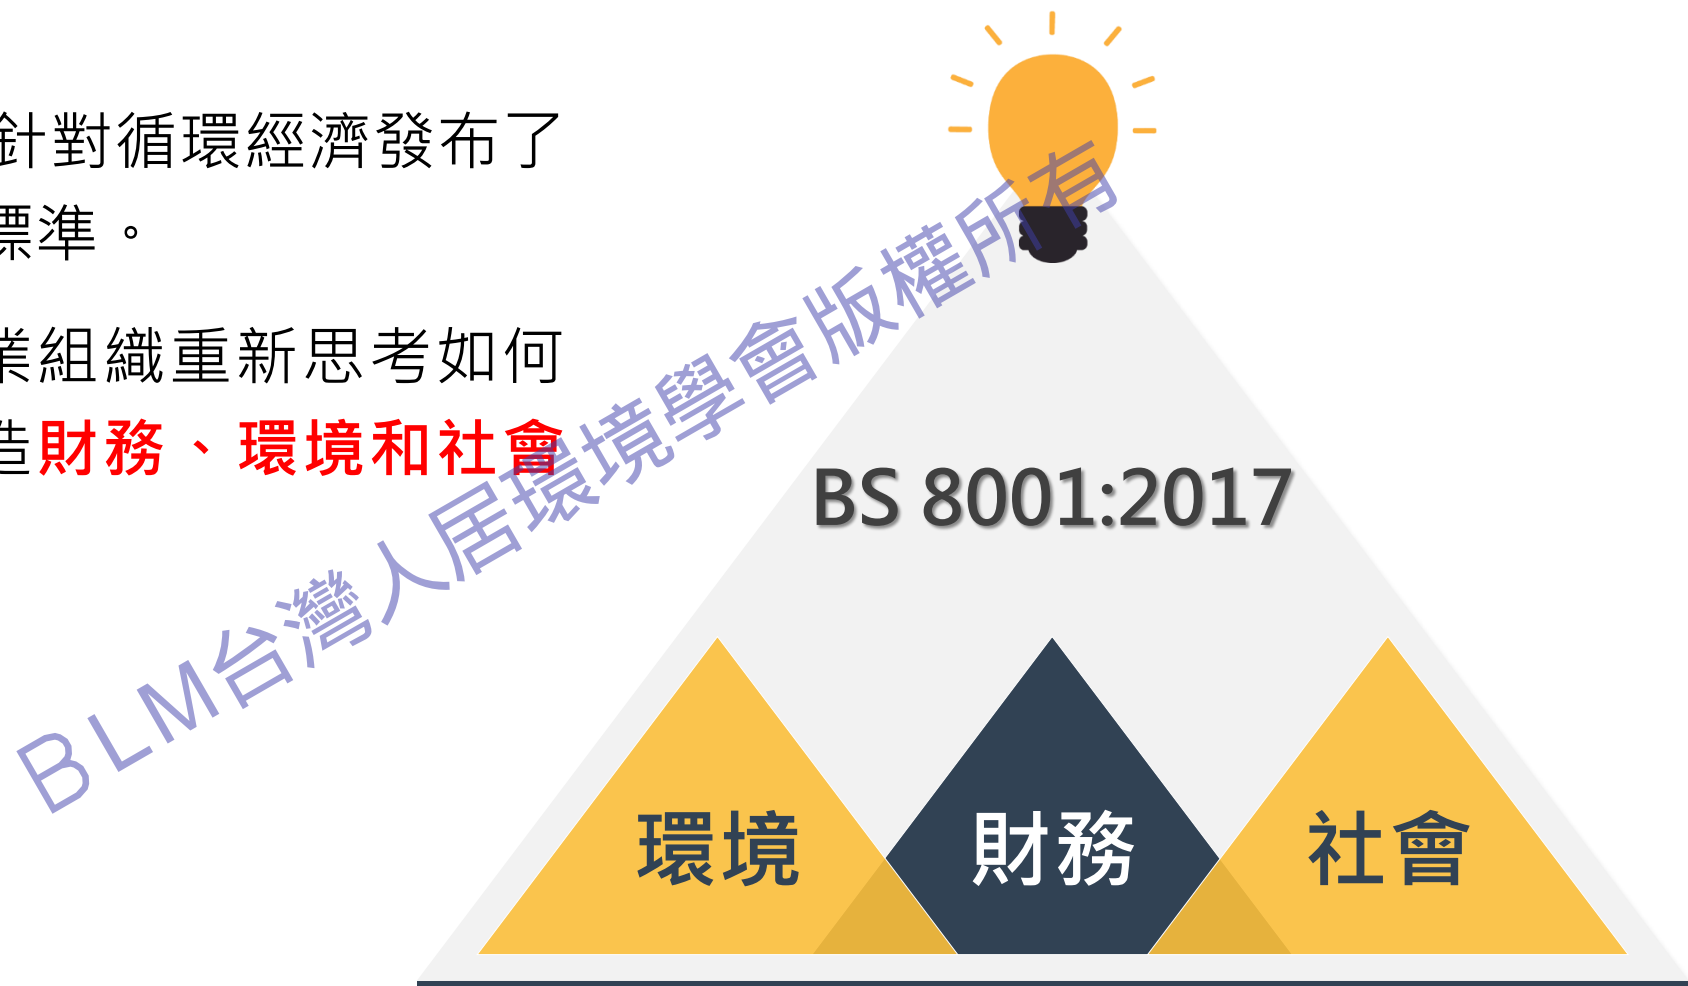 針對循環經濟發布了
標準。
業組織重新思考如何
造財務、環境和社會
BLM台灣人居環境學會版權所有
BS 8001:2017
環境
財務
社會